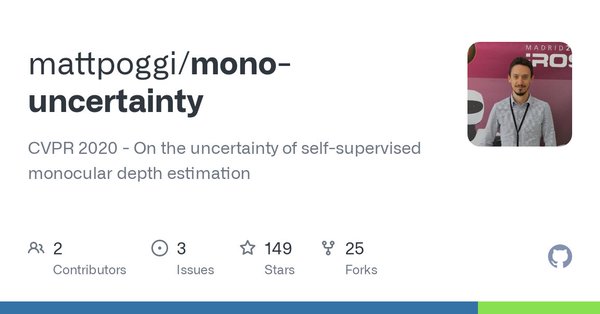 mattpoggi/mono-
uncertainty
CVPR 2020 - On the uncertainty of self-supervised
monocular depth estimation
MADRID 2
IROS
2
Contributors
3
Issues
149
Stars
25
Forks